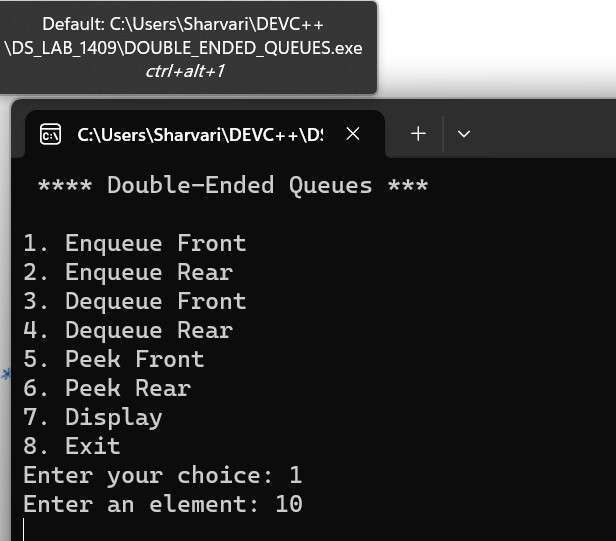 Default: C:\Users\Sharvari\DEVC++
\DS_LAB_1409\DOUBLE_ENDED_QUEUES.exe
ctrl+alt+1
C:\Users\Sharvari\DEVC++\D
**** Double-Ended Queues ***
1. Enqueue Front
2. Enqueue Rear
3. Dequeue Front
4. Dequeue Rear
5. Peek Front
6. Peek Rear
7. Display
8. Exit
Enter your choice: 1
Enter an element: 10